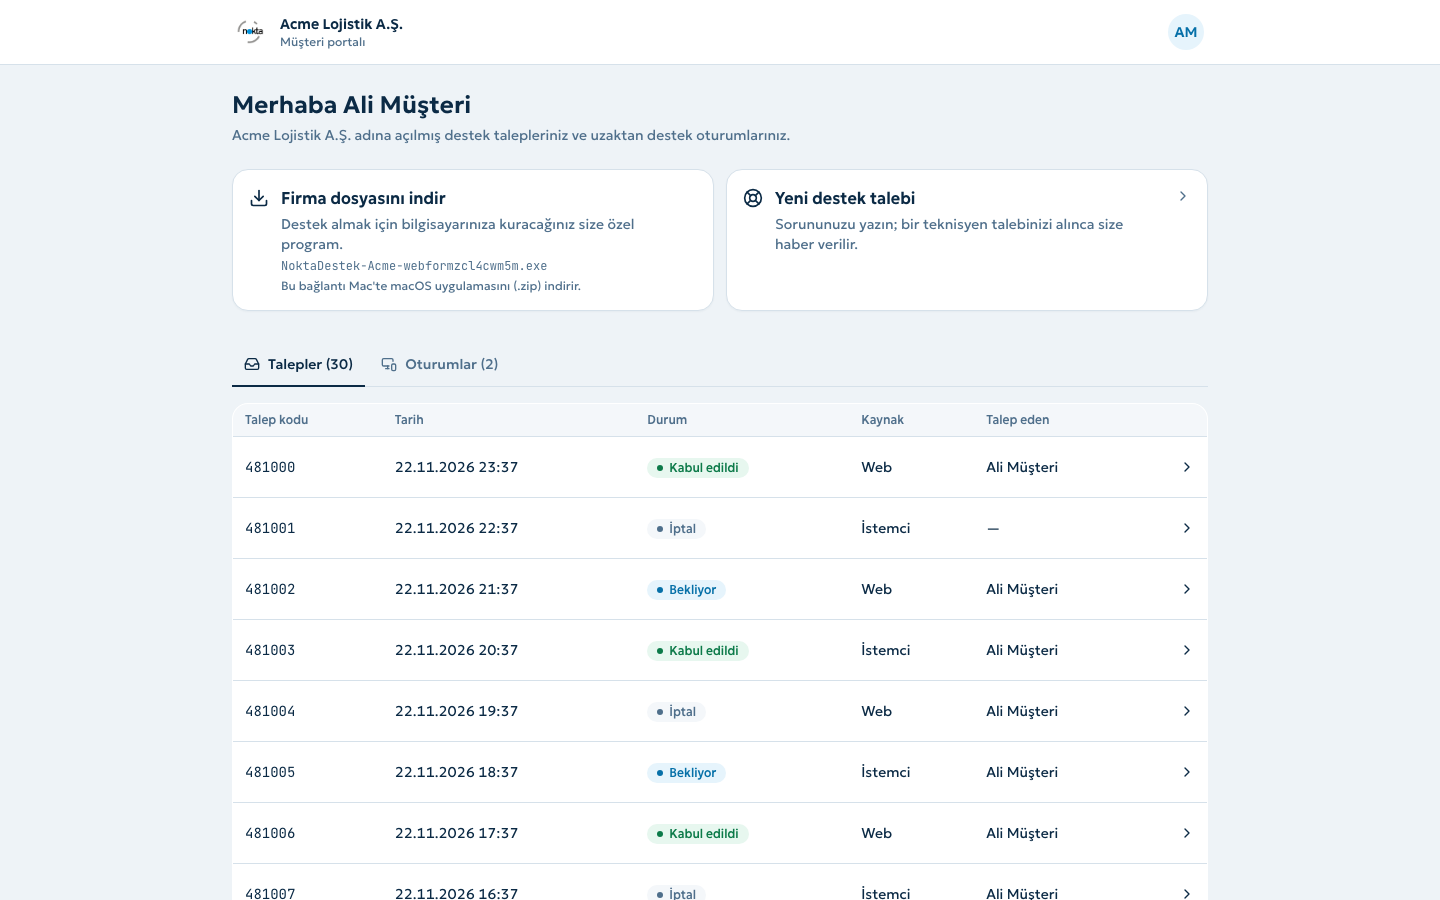 nokta
Acme Lojistik A.Ş.
Müşteri portalı
AM
Merhaba Ali Müşteri
Acme Lojistik A.Ş. adına açılmış destek talepleriniz ve uzaktan destek oturumlarınız.
Firma dosyasını indir
Destek almak için bilgisayarınıza kuracağınız size özel
program.
NoktaDestek-Acme-webformzcl4cwm5m.exe
Bu bağlantı Mac'te macOS uygulamasını (.zip) indirir.
Yeni destek talebi
Sorununuzu yazın; bir teknisyen talebinizi alınca size
haber verilir.
Talepler (30) Oturumlar (2)
Talep kodu Tarih Durum Kaynak Talep eden
481000 22.11.2026 23:37 Kabul edildi Web Ali Müşteri
481001 22.11.2026 22:37 İptal İstemci —
481002 22.11.2026 21:37 Bekliyor Web Ali Müşteri
481003 22.11.2026 20:37 Kabul edildi İstemci Ali Müşteri
481004 22.11.2026 19:37 İptal Web Ali Müşteri
481005 22.11.2026 18:37 Bekliyor İstemci Ali Müşteri
481006 22.11.2026 17:37 Kabul edildi Web Ali Müşteri
481007 22.11.2026 16:37 İptal İstemci Ali Müşteri